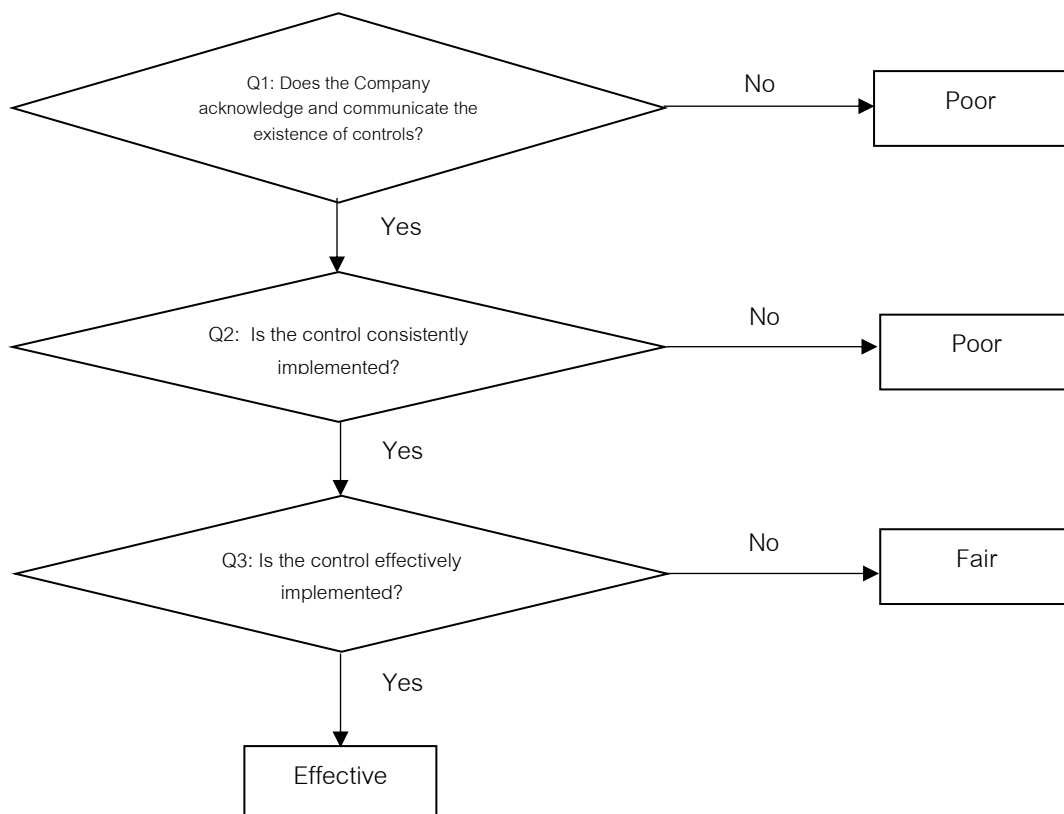 Q1: Does the Company
acknowledge and communicate the
existence of controls?
No
Poor
Yes
Q2: Is the control consistently
implemented?
No
Poor
Yes
Q3: Is the control effectively
implemented?
No
Fair
Yes
Effective